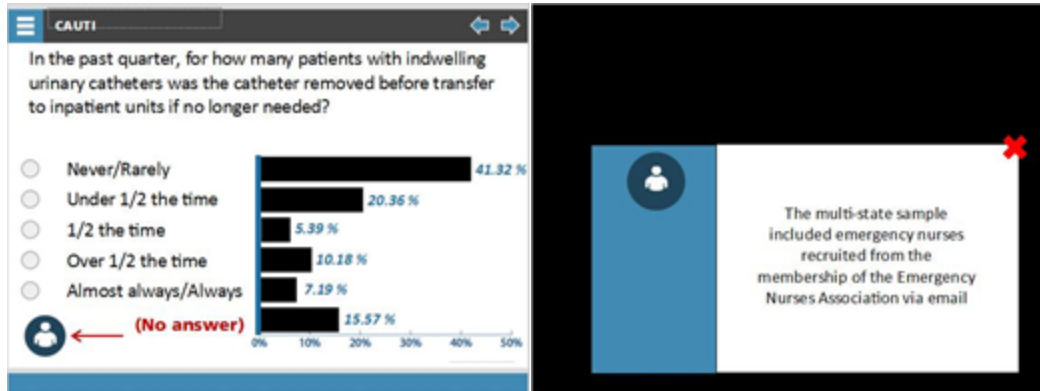 CAUTI
In the past quarter, for how many patients with indwelling
urinary catheters was the catheter removed before transfer
to inpatient units if no longer needed?
Never/Rarely 41.32 %
Under 1/2 the time 20.36 %
1/2 the time 5.39 %
Over 1/2 the time 10.18 %
Almost always/Always 7.19 %
(No answer) 15.57 %
0% 10% 20% 30% 40% 50%
The multi-state sample
included emergency nurses
recruited from the
membership of the Emergency
Nurses Association via email